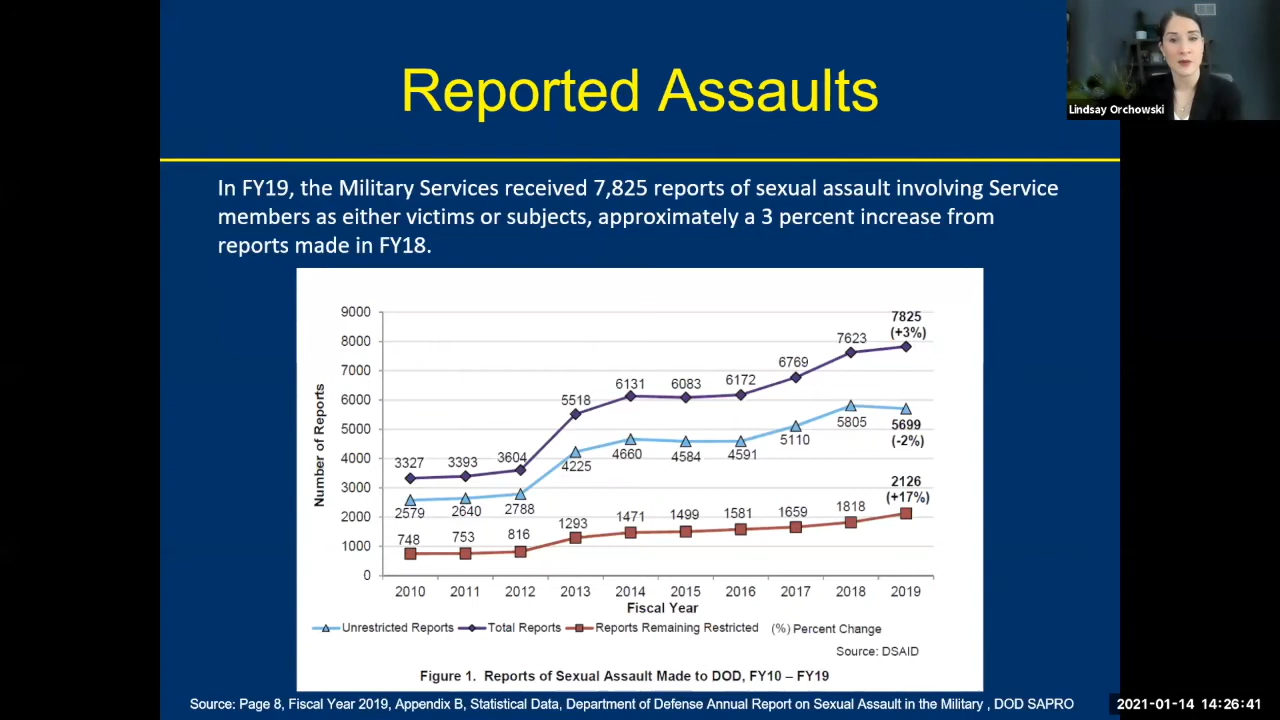 Reported Assaults
Lindsay Orchowski
In FY19, the Military Services received 7,825 reports of sexual assault involving Service
members as either victims or subjects, approximately a 3 percent increase from
reports made in FY18.
Number of Reports
9000
8000
7000
6000
5000
4000
3000
2000
1000
0
3327 3393 3604 5518 6131 6083 6172 6769 7623 7825
(+3%)
2579 2640 2788 4225 4660 4584 4591 5110 5805 5699
(-2%)
748 753 816 1293 1471 1499 1581 1659 1818 2126
(+17%)
2010 2011 2012 2013 2014 2015 2016 2017 2018 2019
Fiscal Year
Unrestricted Reports Total Reports Reports Remaining Restricted (%) Percent Change
Source: DSAID
Figure 1. Reports of Sexual Assault Made to DOD, FY10 – FY19
Source: Page 8, Fiscal Year 2019, Appendix B, Statistical Data, Department of Defense Annual Report on Sexual Assault in the Military , DOD SAPRO
2021-01-14 14:26:41